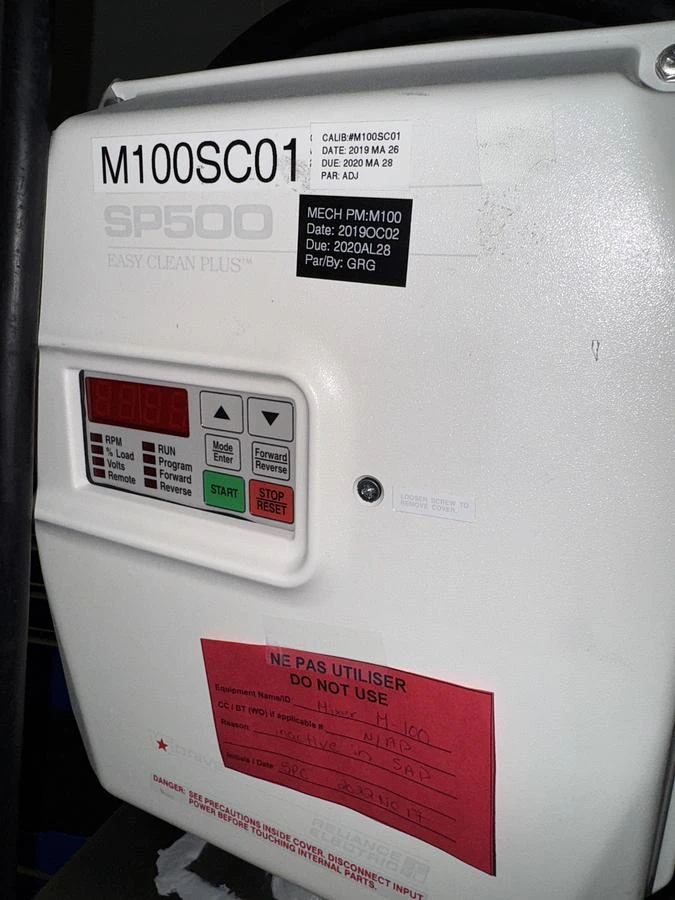 M100SC01
CALIB:#M100SC01
DATE: 2019 MA 26
DUE: 2020 MA 28
PAR: ADJ
SP500
EASY CLEAN PLUS™
MECH PM:M100
Date: 2019OC02
Due: 2020AL28
Par/By: GRG
RPM
% Load
Volts
Remote
RUN
Program
Forward
Reverse
Mode
Enter
Forward
Reverse
START
STOP
RESET
LOOSEN SCREW TO
REMOVE COVER.
NE PAS UTILISER
DO NOT USE
Equipment Name/ID: Mixer M-100
CC / BT (WO) if applicable # N/AP
Reason: inactive in SAP
Initials / Date SPC 2022 NO 17
DANGER: SEE PRECAUTIONS INSIDE COVER. DISCONNECT INPUT
POWER BEFORE TOUCHING INTERNAL PARTS.
RELIANCE
ELECTRIC